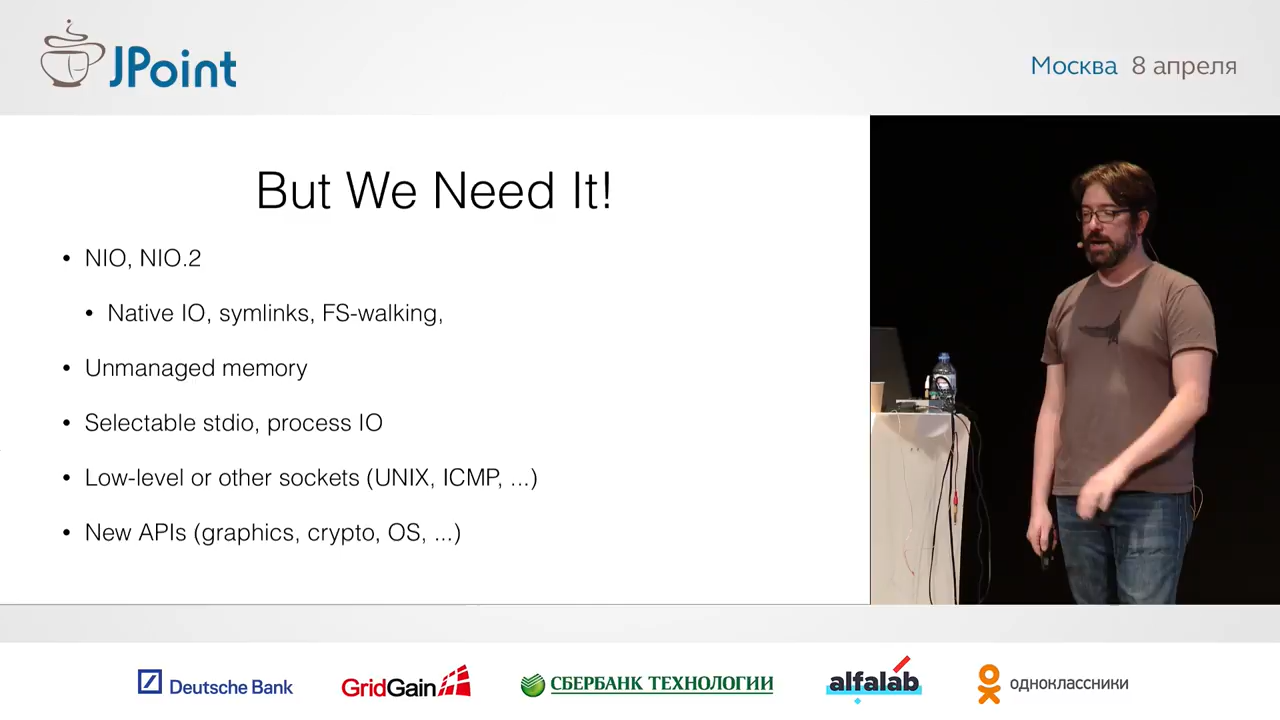 JPoint
Москва 8 апреля
But We Need It!
• NIO, NIO.2
• Native IO, symlinks, FS-walking,
• Unmanaged memory
• Selectable stdio, process IO
• Low-level or other sockets (UNIX, ICMP, ...)
• New APIs (graphics, crypto, OS, ...)
Deutsche Bank
GridGain
СБЕРБАНК ТЕХНОЛОГИИ
alfalab
одноклассники